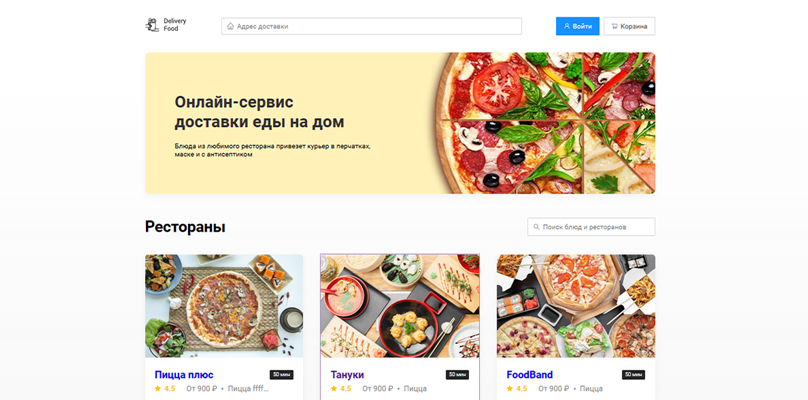 Delivery
Food
Адрес доставки
Войти
Корзина
Онлайн-сервис
доставки еды на дом
Блюда из любимого ресторана привезет курьер в перчатках,
маске и с антисептиком
Рестораны
Поиск блюд и ресторанов
Пицца плюс
50 мин
4.5 От 900 ₽ • Пицца ffff...
Тануки
50 мин
4.5 От 900 ₽ • Пицца
FoodBand
50 мин
4.5 От 900 ₽ • Пицца